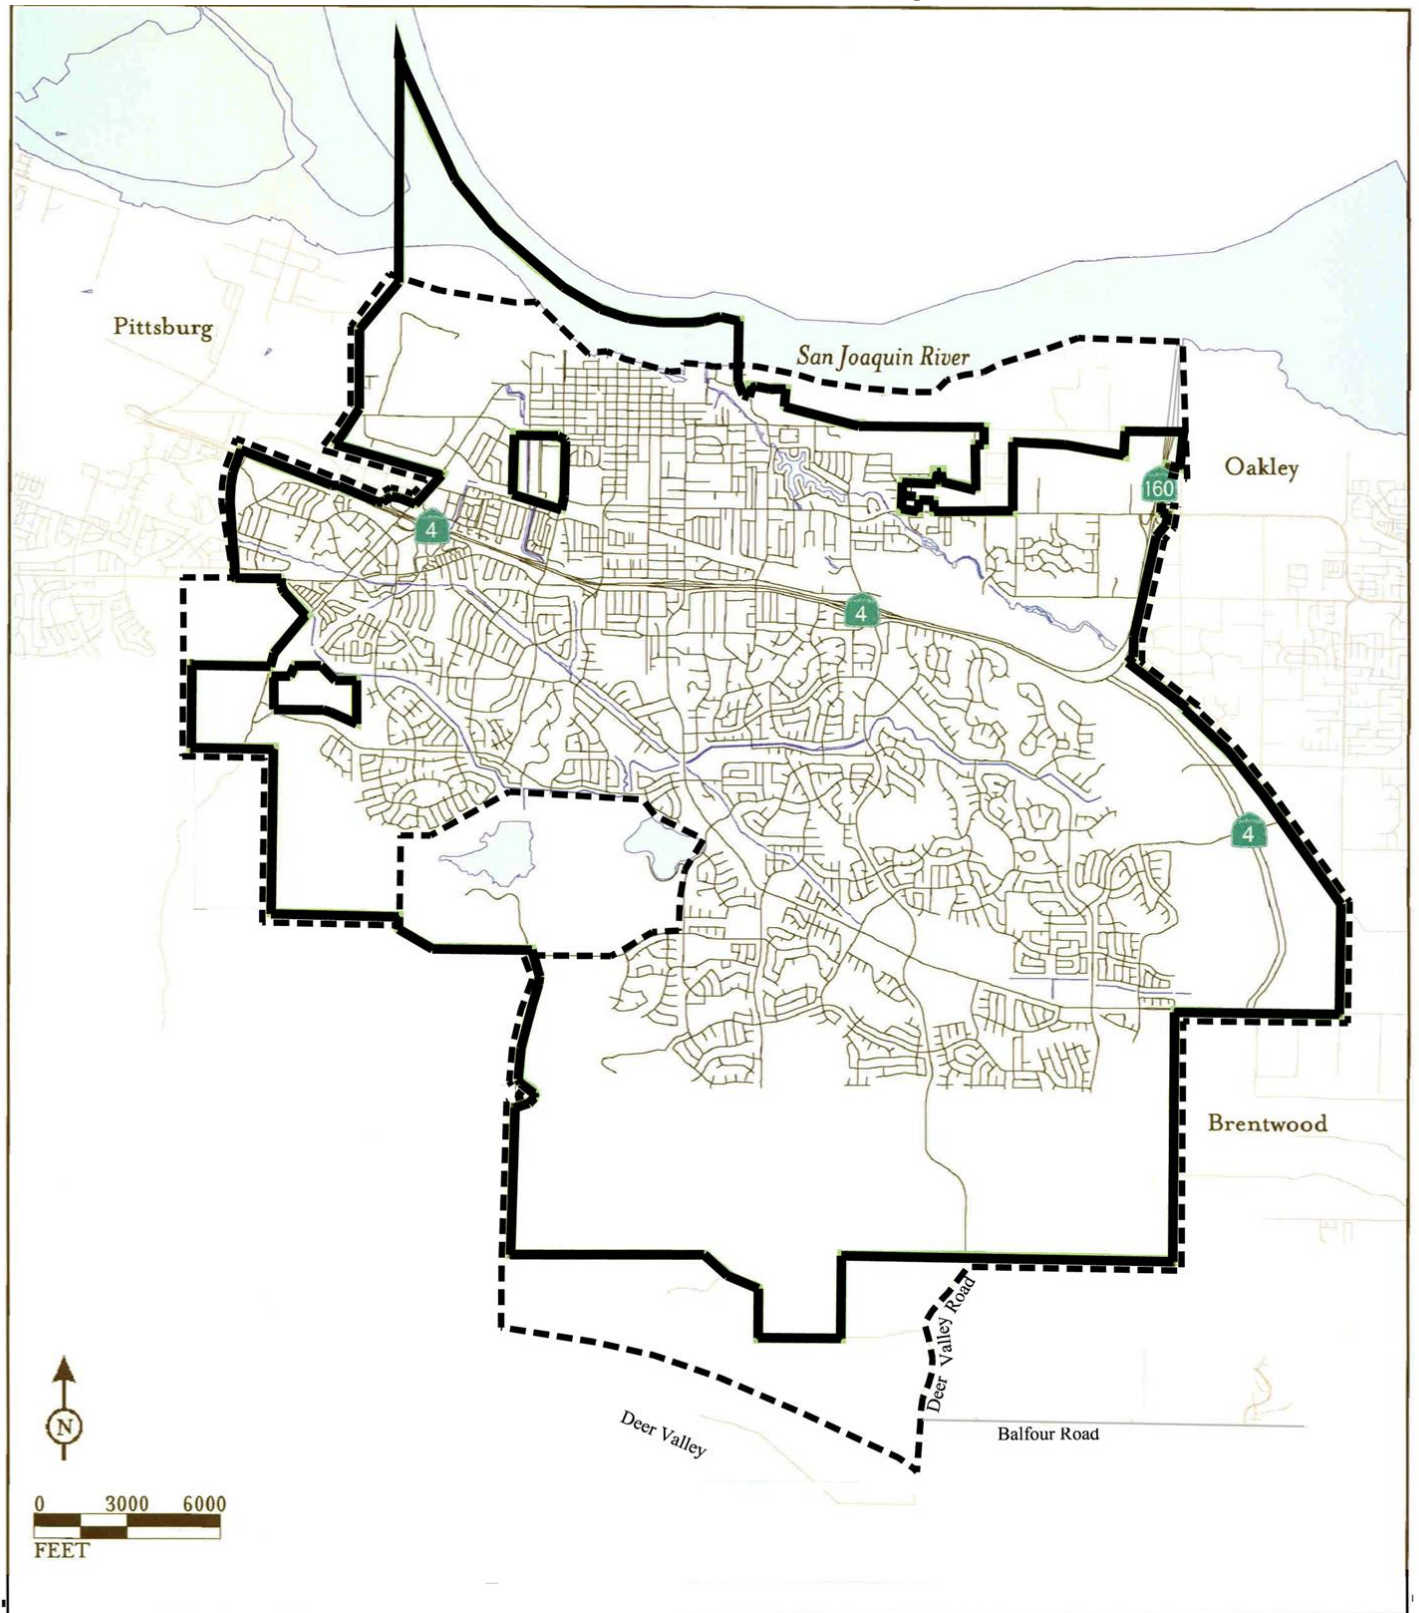 Pittsburg
San Joaquin River
Oakley
160
4
4
4
Brentwood
Deer Valley Road
Deer Valley
Balfour Road
N
0 3000 6000
FEET